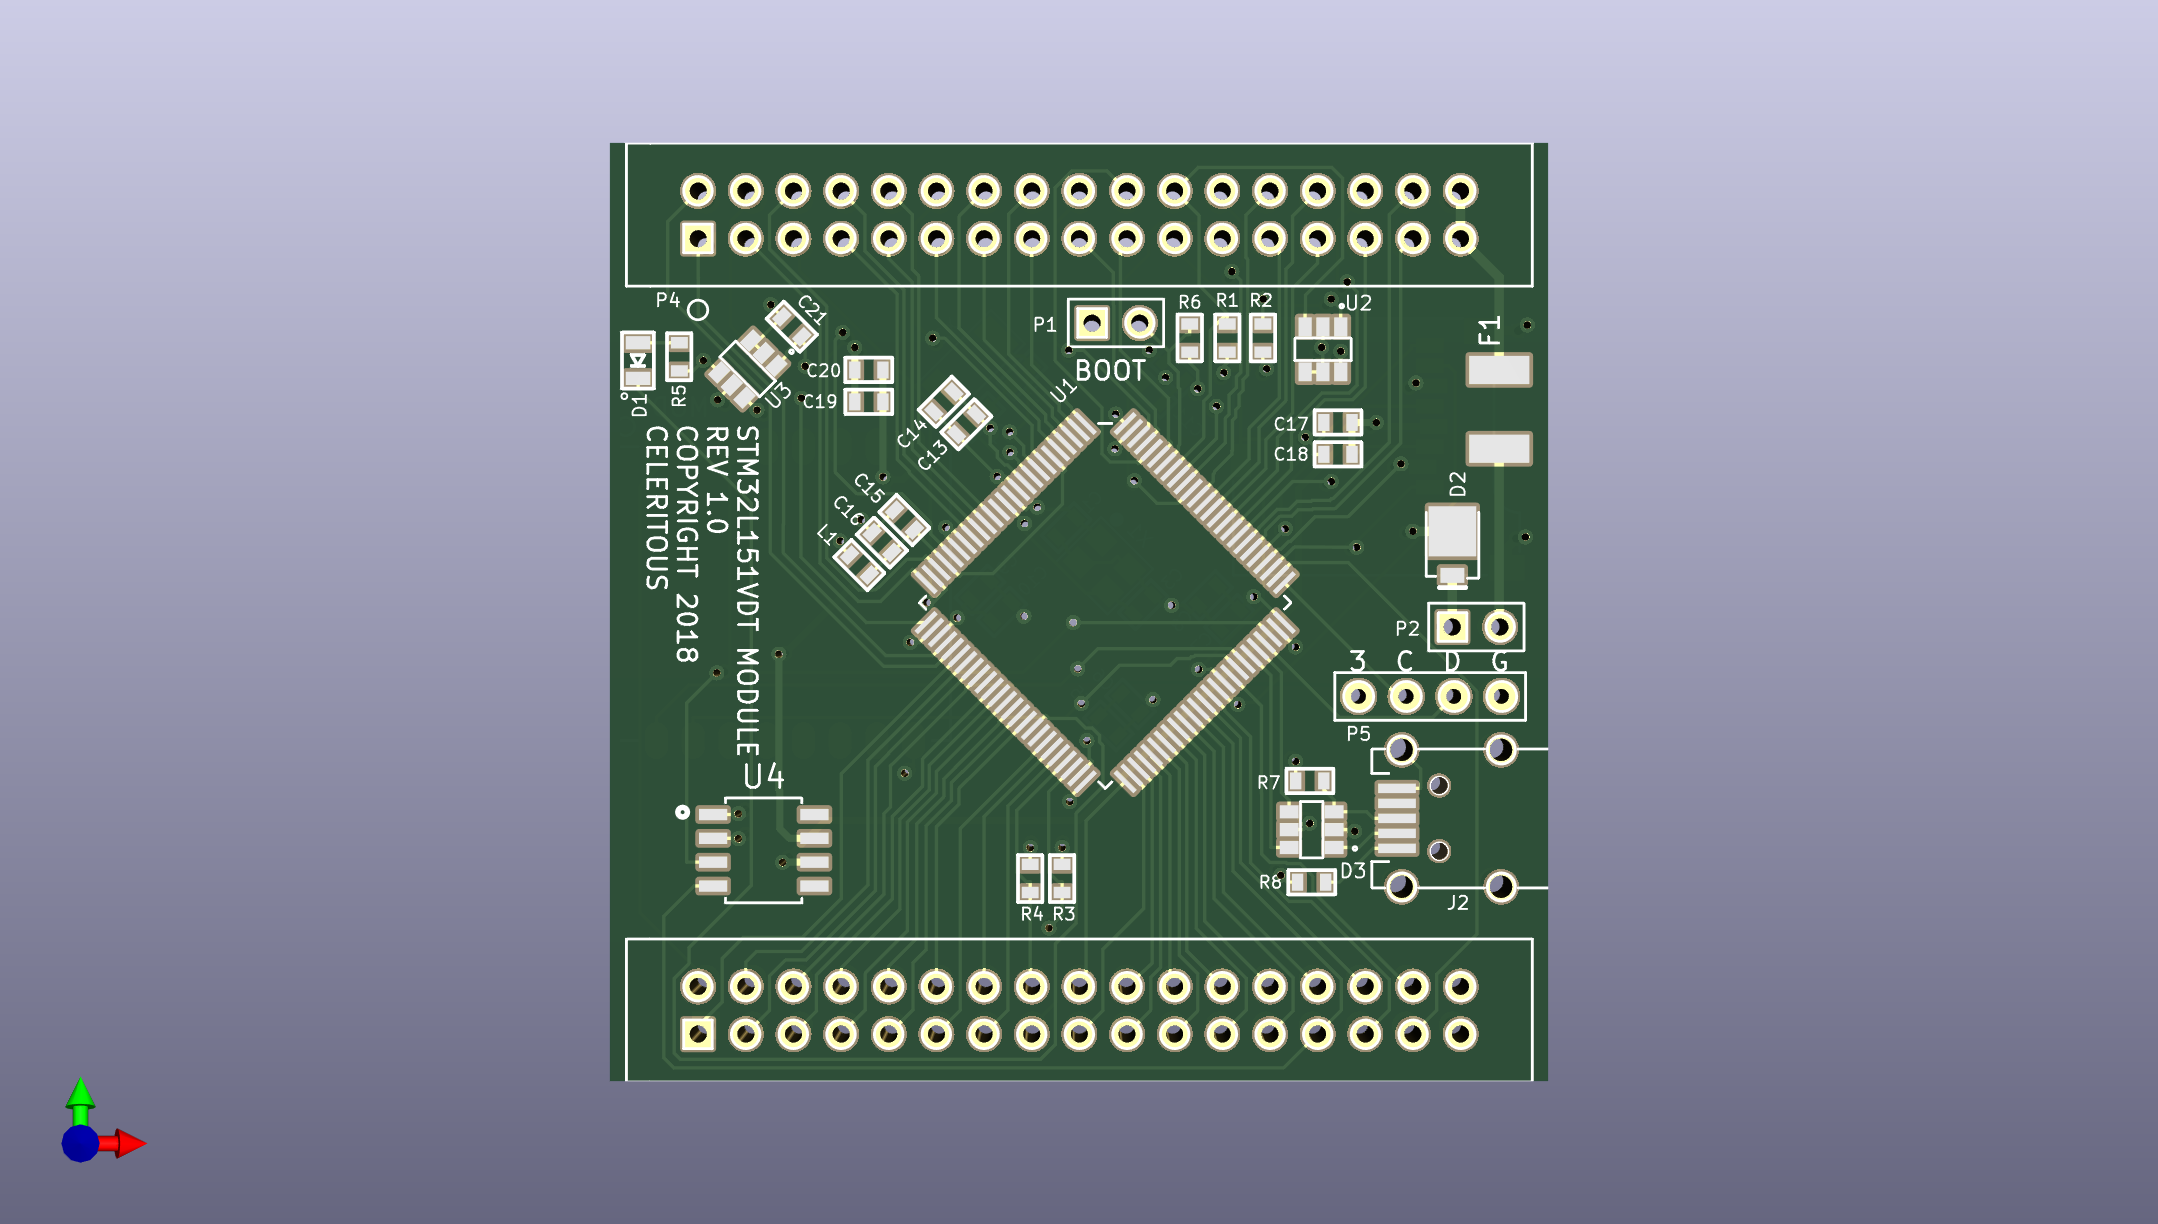 P4
C21
P1
BOOT
R6
R1
R2
U2
F1
D1
R5
U3
C20
C19
U1
C14
C13
C17
C18
C15
C16
L1
D2
STM32L151VDT MODULE
REV 1.0
COPYRIGHT 2018
CELERITOUS
P2
3 C D G
P5
U4
R7
D3
R8
J2
R4
R3